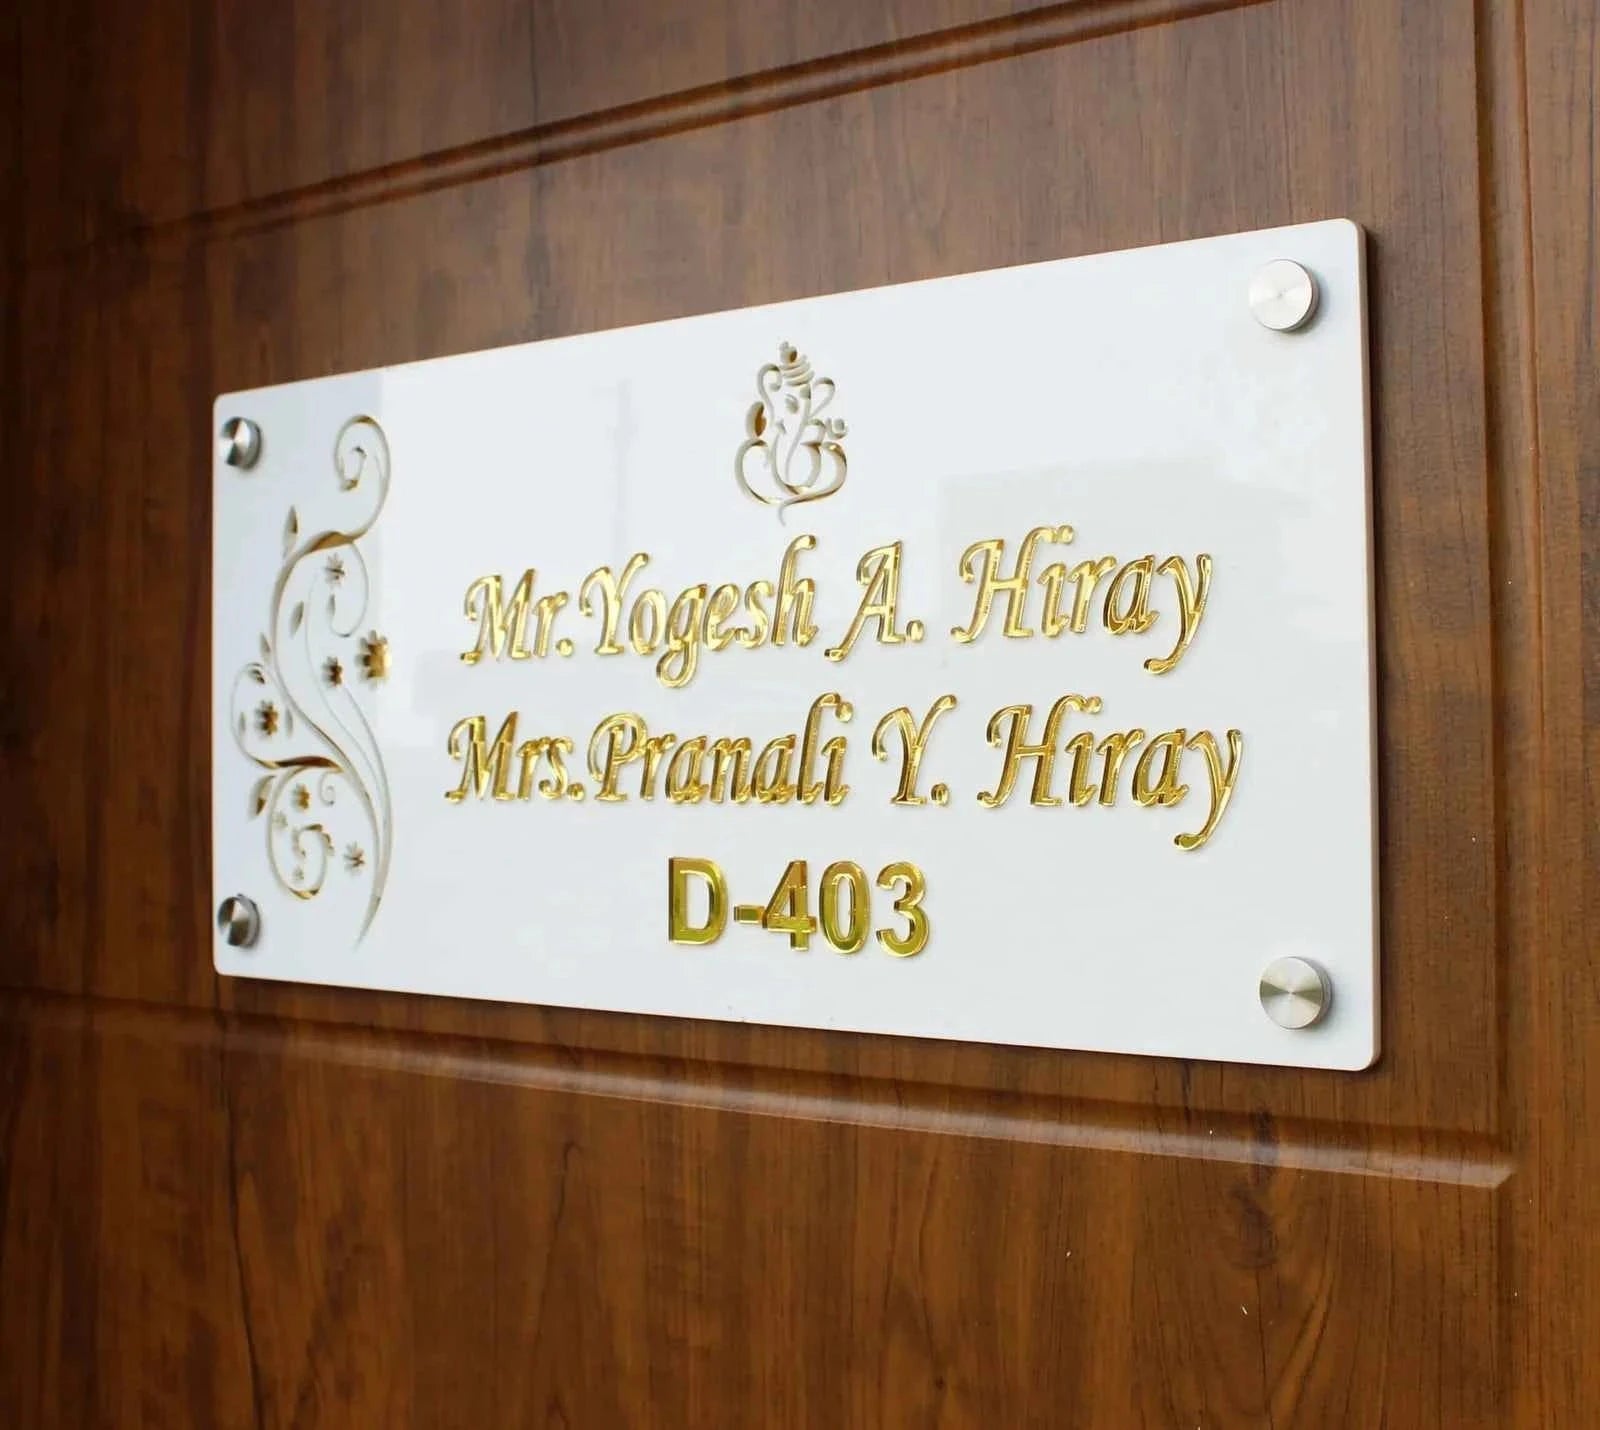 Mr.Yogesh A. Hiray
Mrs.Pranali Y. Hiray
D-403